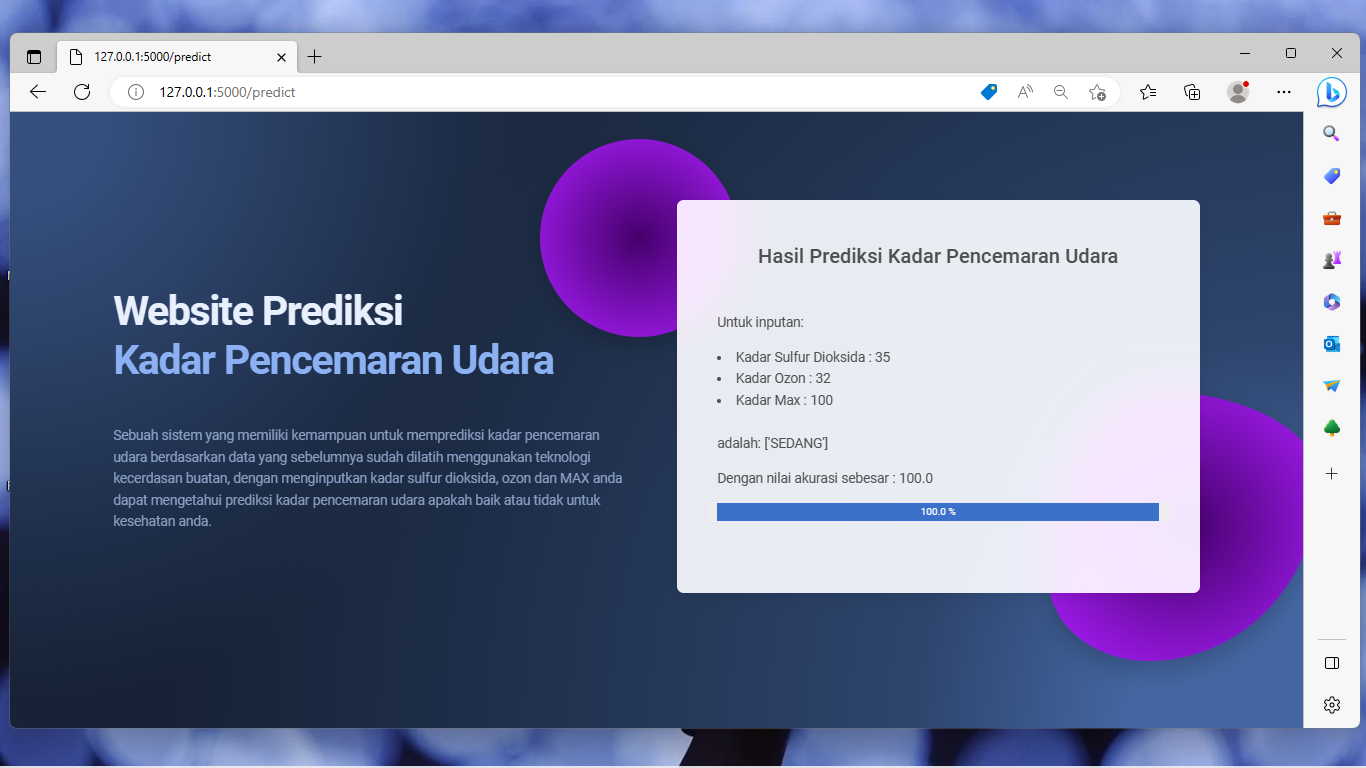 127.0.0.1:5000/predict
127.0.0.1:5000/predict
Website Prediksi
Kadar Pencemaran Udara
Sebuah sistem yang memiliki kemampuan untuk memprediksi kadar pencemaran
udara berdasarkan data yang sebelumnya sudah dilatih menggunakan teknologi
kecerdasan buatan, dengan menginputkan kadar sulfur dioksida, ozon dan MAX anda
dapat mengetahui prediksi kadar pencemaran udara apakah baik atau tidak untuk
kesehatan anda.
Hasil Prediksi Kadar Pencemaran Udara
Untuk inputan:
• Kadar Sulfur Dioksida : 35
• Kadar Ozon : 32
• Kadar Max : 100
adalah: ['SEDANG']
Dengan nilai akurasi sebesar : 100.0
100.0 %